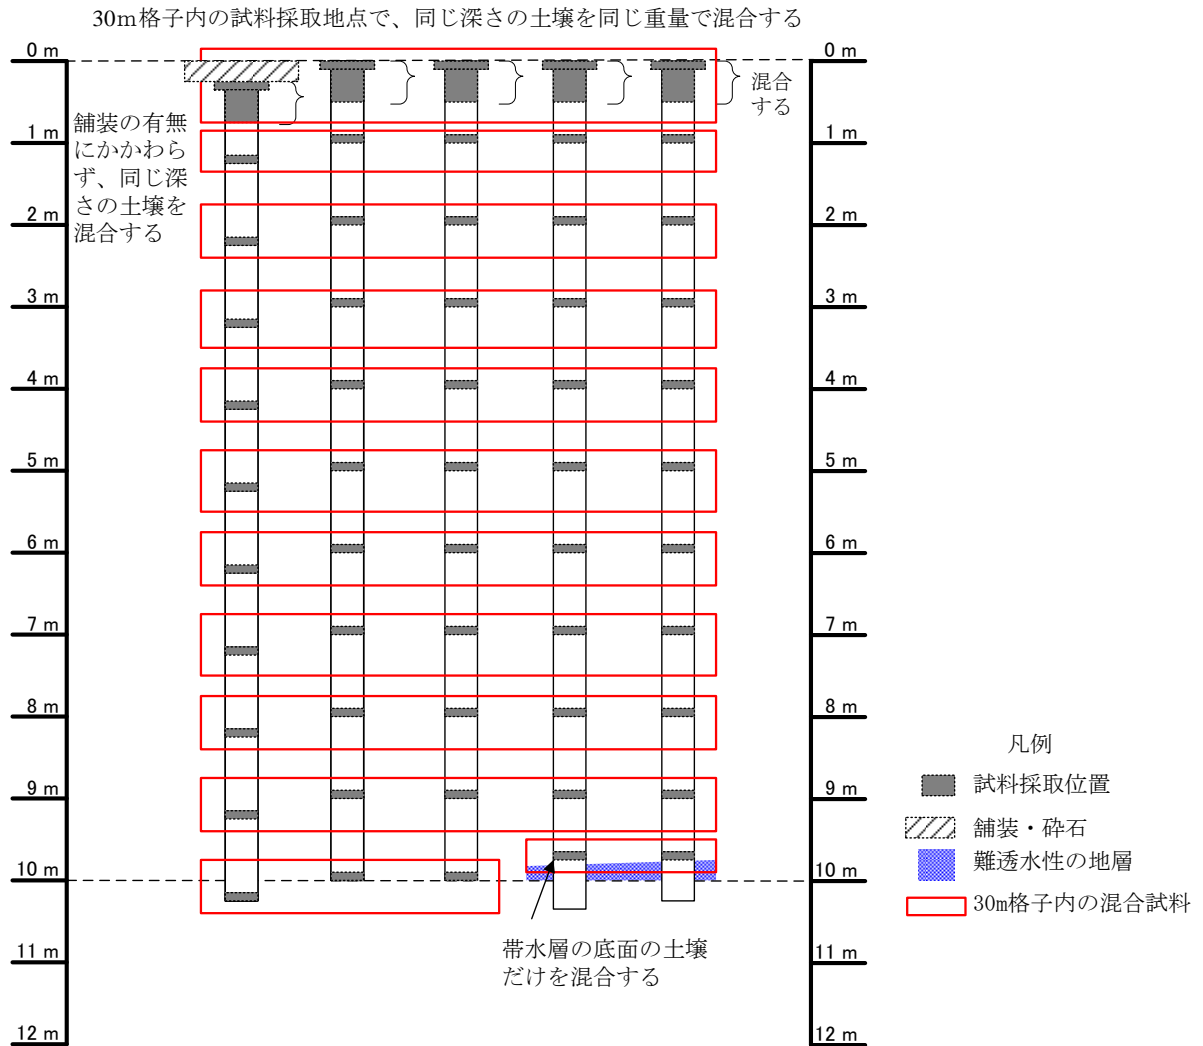 30m格子内の試料採取地点で、同じ深さの土壌を同じ重量で混合する
0 m
0 m
混合
する
舗装の有無
にかかわら
ず、同じ深
さの土壌を
混合する
1 m
1 m
2 m
2 m
3 m
3 m
4 m
4 m
5 m
5 m
6 m
6 m
7 m
7 m
8 m
8 m
9 m
9 m
10 m
10 m
11 m
11 m
12 m
12 m
帯水層の底面の土壌
だけを混合する
凡例
試料採取位置
舗装・砕石
難透水性の地層
30m格子内の混合試料